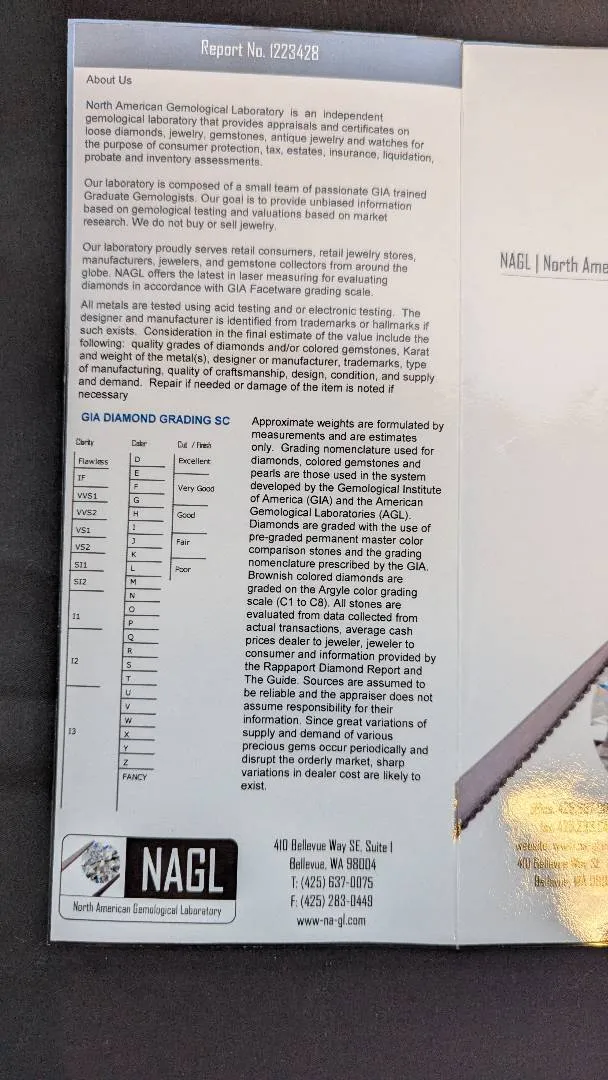 Report No. 1223428
About Us
North American Gemological Laboratory is an independent
gemological laboratory that provides appraisals and certificates on
loose diamonds, jewelry, gemstones, antique jewelry and watches for
the purpose of consumer protection, tax, estates, insurance, liquidation,
probate and inventory assessments.
Our laboratory is composed of a small team of passionate GIA trained
Graduate Gemologists. Our goal is to provide unbiased information
based on gemological testing and valuations based on market
research. We do not buy or sell jewelry.
Our laboratory proudly serves retail consumers, retail jewelry stores,
manufacturers, jewelers, and gemstone collectors from around the
globe. NAGL offers the latest in laser measuring for evaluating
diamonds in accordance with GIA Facetware grading scale.
All metals are tested using acid testing and or electronic testing. The
designer and manufacturer is identified from trademarks or hallmarks if
such exists. Consideration in the final estimate of the value include the
following: quality grades of diamonds and/or colored gemstones, Karat
and weight of the metal(s), designer or manufacturer, trademarks, type
of manufacturing, quality of craftsmanship, design, condition, and supply
and demand. Repair if needed or damage of the item is noted if
necessary
GIA DIAMOND GRADING SC
Clarity
Flawless
IF
VVS1
VVS2
VS1
VS2
SI1
SI2
I1
I2
I3
Color
D
E
F
G
H
I
J
K
L
M
N
O
P
Q
R
S
T
U
V
W
X
Y
Z
FANCY
Cut / Finish
Excellent
Very Good
Good
Fair
Poor
Approximate weights are formulated by
measurements and are estimates
only. Grading nomenclature used for
diamonds, colored gemstones and
pearls are those used in the system
developed by the Gemological Institute
of America (GIA) and the American
Gemological Laboratories (AGL).
Diamonds are graded with the use of
pre-graded permanent master color
comparison stones and the grading
nomenclature prescribed by the GIA.
Brownish colored diamonds are
graded on the Argyle color grading
scale (C1 to C8). All stones are
evaluated from data collected from
actual transactions, average cash
prices dealer to jeweler, jeweler to
consumer and information provided by
the Rappaport Diamond Report and
The Guide. Sources are assumed to
be reliable and the appraiser does not
assume responsibility for their
information. Since great variations of
supply and demand of various
precious gems occur periodically and
disrupt the orderly market, sharp
variations in dealer cost are likely to
exist.
NAGL
North American Gemological Laboratory
410 Bellevue Way SE, Suite I
Bellevue, WA 98004
T: (425) 637-0075
F: (425) 283-0449
www-na-gl.com
NAGL | North Ame
410 Bellevue Way SE
Bellevue, WA